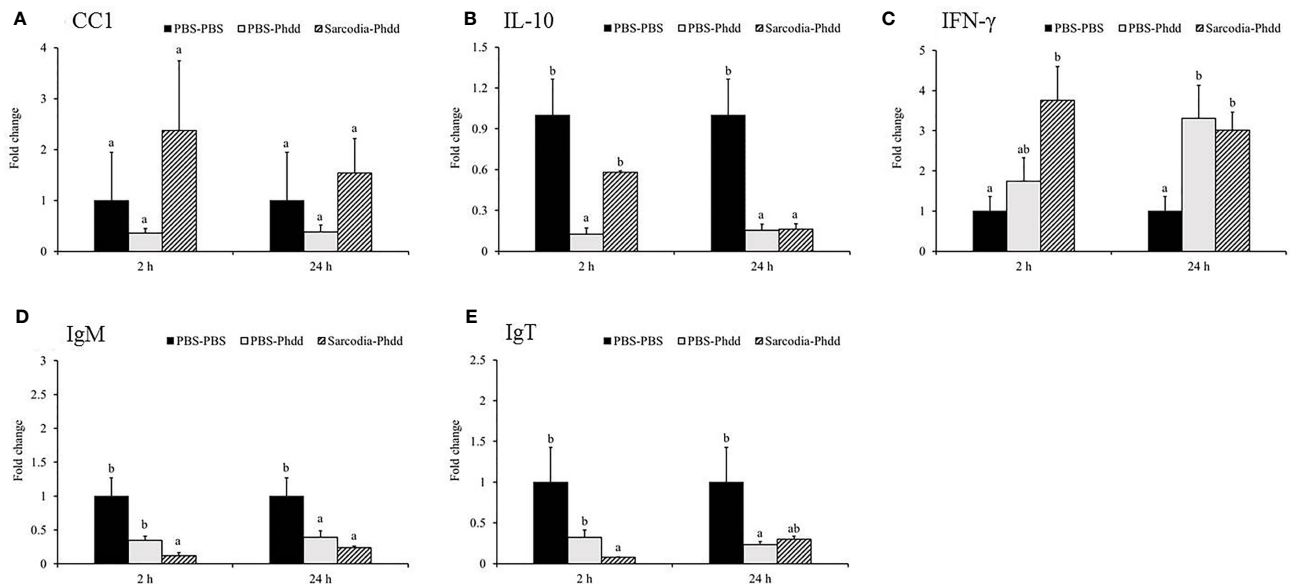 A CC1
PBS-PBS PBS-Phdd Sarcodia-Phdd
Fold change
4
3
2
1
0
a a a a a a
2 h 24 h
B IL-10
PBS-PBS PBS-Phdd Sarcodia-Phdd
Fold change
1.5
1.2
0.9
0.6
0.3
0
b a b b a a
2 h 24 h
C IFN-γ
PBS-PBS PBS-Phdd Sarcodia-Phdd
Fold change
5
4
3
2
1
0
a ab b a b b
2 h 24 h
D IgM
PBS-PBS PBS-Phdd Sarcodia-Phdd
Fold change
3
2.5
2
1.5
1
0.5
0
b b a b a a
2 h 24 h
E IgT
PBS-PBS PBS-Phdd Sarcodia-Phdd
Fold change
2.5
2
1.5
1
0.5
0
b b a b a ab
2 h 24 h